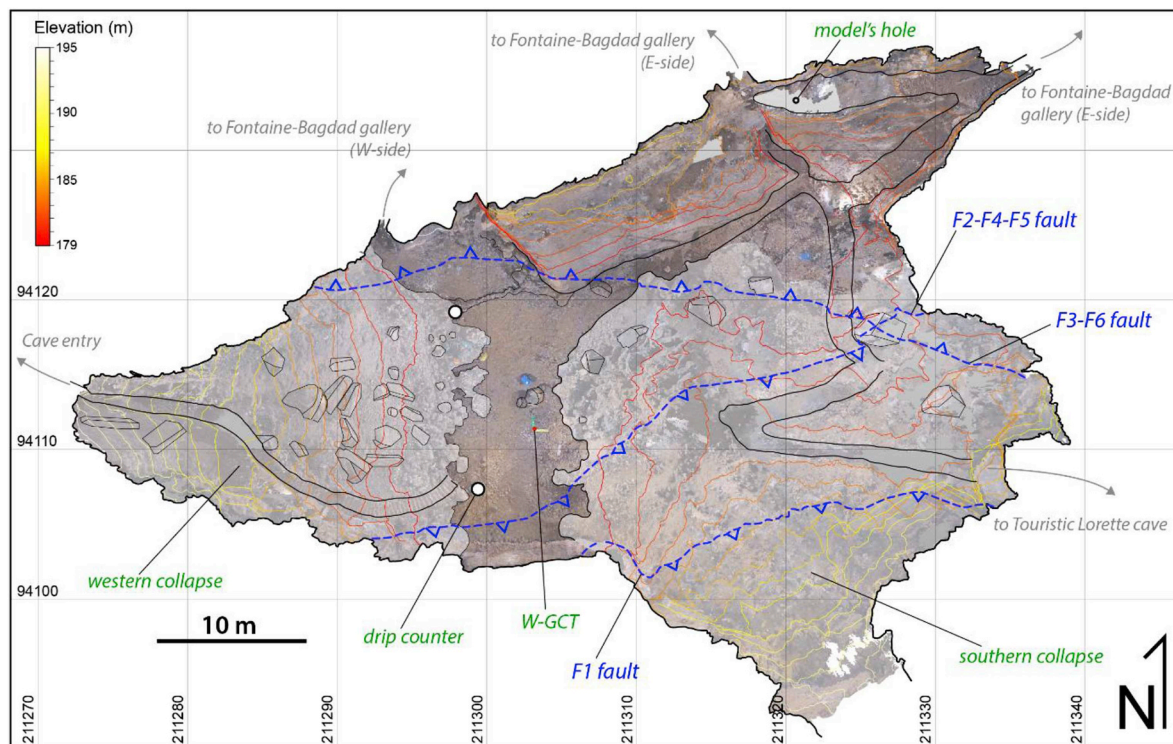 Elevation (m)
195
190
185
179
to Fontaine-Bagdad gallery
(E-side)
model's hole
to Fontaine-Bagdad
gallery (E-side)
to Fontaine-Bagdad gallery
(W-side)
F2-F4-F5 fault
94120
F3-F6 fault
Cave entry
94110
to Touristic Lorette cave
94100
western collapse
10 m
drip counter
W-GCT
F1 fault
southern collapse
N
211270
211280
211290
211300
211310
211320
211330
211340